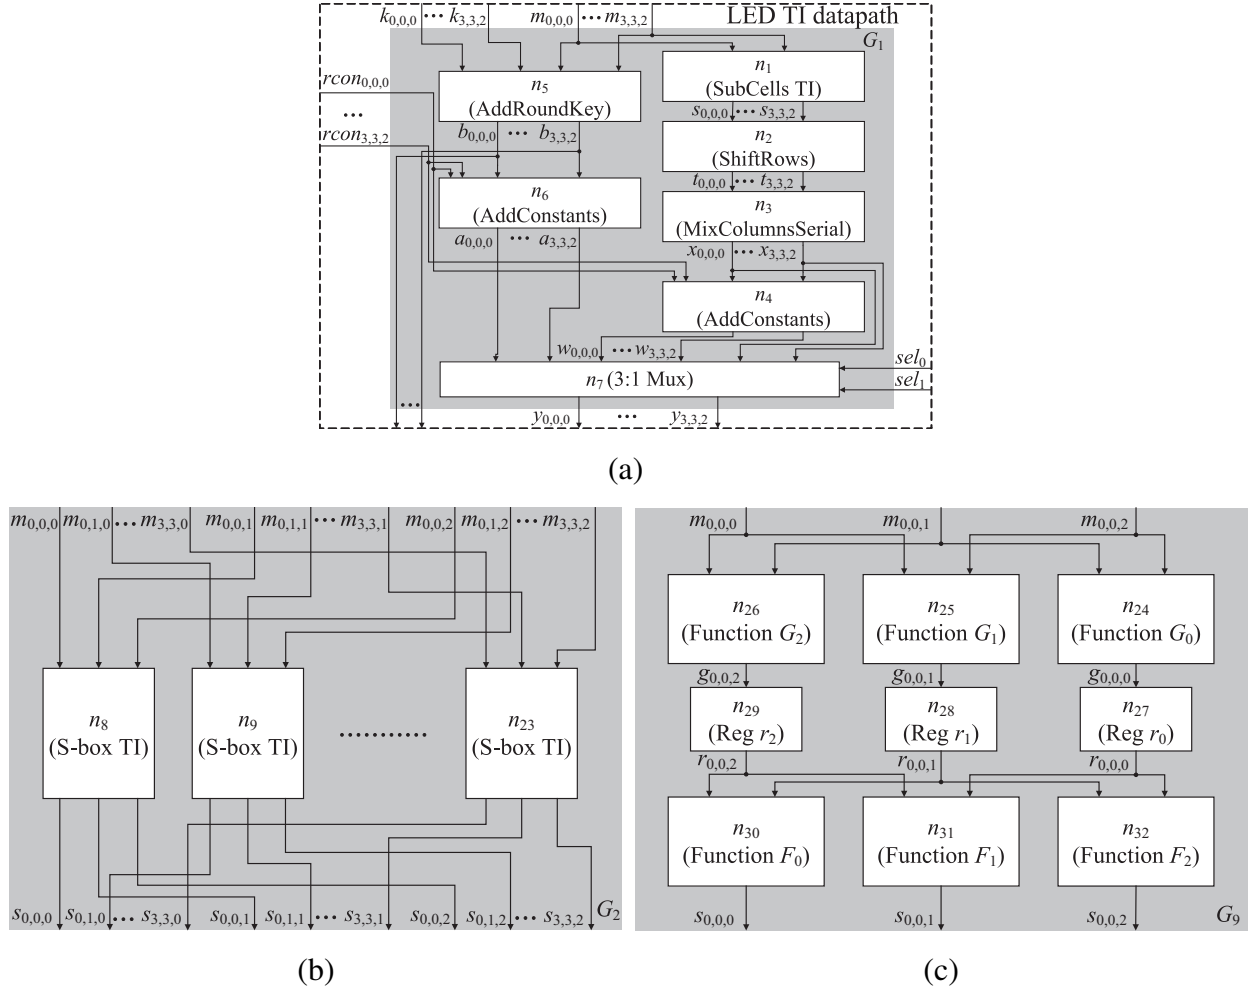 k0,0,0 ••• k3,3,2 m0,0,0 ••• m3,3,2 LED TI datapath
G1
n5
(AddRoundKey)
n1
(SubCells TI)
rcon0,0,0
•••
rcon3,3,2
b0,0,0 ••• b3,3,2
s0,0,0 ••• s3,3,2
n2
(ShiftRows)
t0,0,0 ••• t3,3,2
n6
(AddConstants)
n3
(MixColumnsSerial)
a0,0,0 ••• a3,3,2
x0,0,0 ••• x3,3,2
n4
(AddConstants)
w0,0,0 ••• w3,3,2
sel0
n7 (3:1 Mux)
sel1
•••
y0,0,0 ••• y3,3,2
(a)
m0,0,0 m0,1,0 ••• m3,3,0 m0,0,1 m0,1,1 ••• m3,3,1 m0,0,2 m0,1,2 ••• m3,3,2
n8
(S-box TI)
n9
(S-box TI)
•••••••••••
n23
(S-box TI)
s0,0,0 s0,1,0 ••• s3,3,0 s0,0,1 s0,1,1 ••• s3,3,1 s0,0,2 s0,1,2 ••• s3,3,2
G2
(b)
m0,0,0 m0,0,1 m0,0,2
n26
(Function G2)
n25
(Function G1)
n24
(Function G0)
g0,0,2 g0,0,1 g0,0,0
n29
(Reg r2)
n28
(Reg r1)
n27
(Reg r0)
r0,0,2 r0,0,1 r0,0,0
n30
(Function F0)
n31
(Function F1)
n32
(Function F2)
s0,0,0 s0,0,1 s0,0,2
G9
(c)